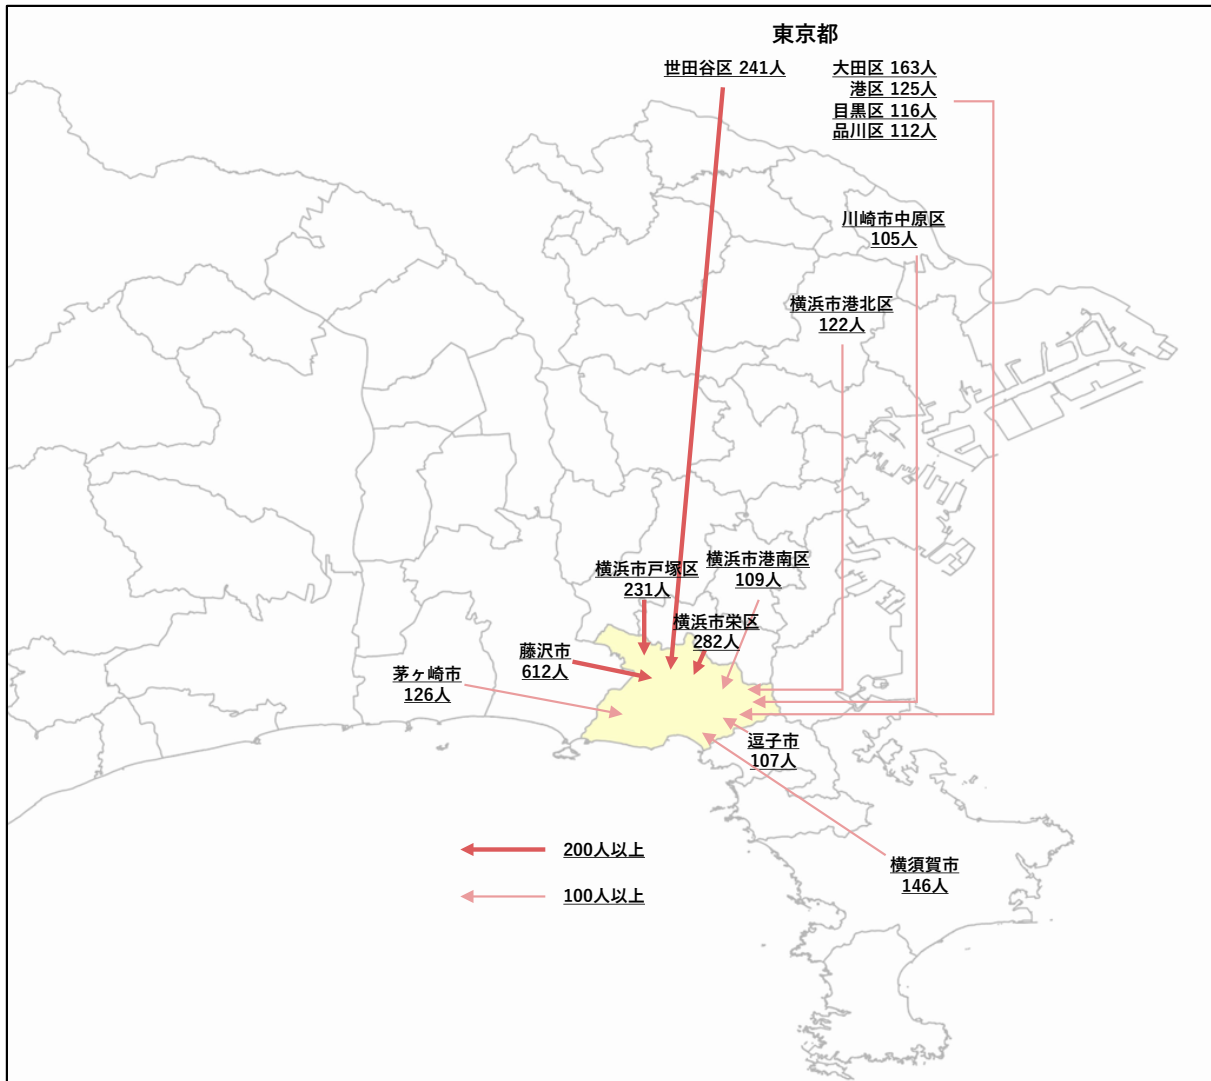 東京都
世田谷区 241人
大田区 163人
港区 125人
目黒区 116人
品川区 112人
川崎市中原区
105人
横浜市港北区
122人
横浜市港南区
109人
横浜市戸塚区
231人
横浜市栄区
282人
藤沢市
612人
茅ヶ崎市
126人
逗子市
107人
横須賀市
146人
200人以上
100人以上